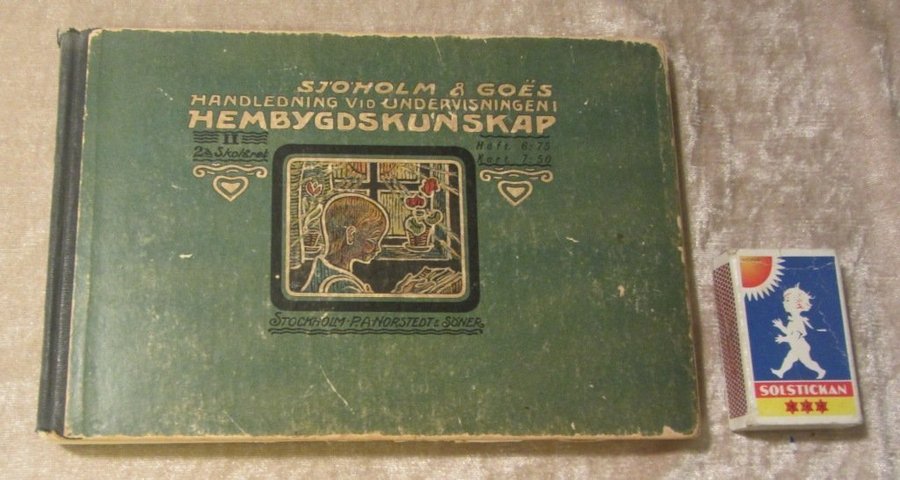 SJÖHOLM & GOËS
HANDLEDNING VID UNDERVISNINGEN I
HEMBYGDSKUNSKAP
II
2a Skolåret
Häft. 6:75
Kart. 7:50
STOCKHOLM · P.A. NORSTEDT & SÖNER
SOLSTICKAN